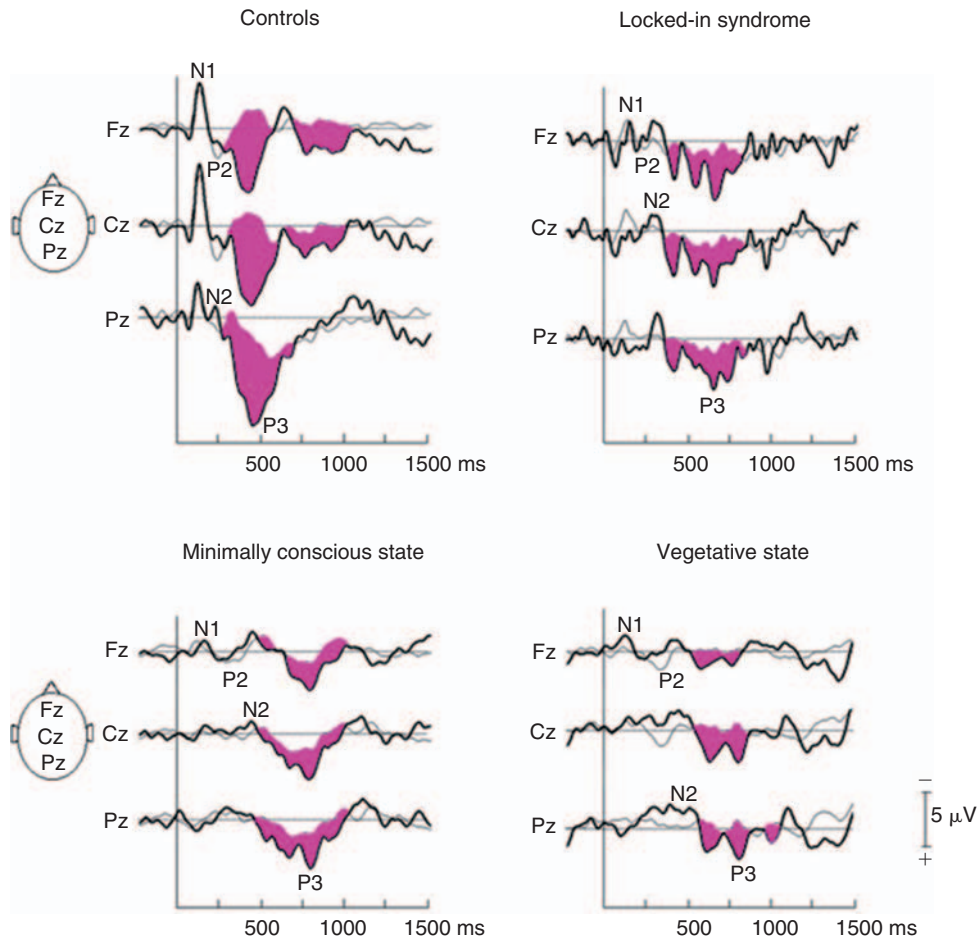 Controls
N1
Fz
P2
Fz
Cz
Pz
Cz
N2
Pz
P3
500 1000 1500 ms
Locked-in syndrome
N1
Fz
P2
N2
Cz
Pz
P3
500 1000 1500 ms
Minimally conscious state
N1
Fz
P2
Fz
Cz
Pz
N2
Cz
Pz
P3
500 1000 1500 ms
Vegetative state
N1
Fz
P2
Cz
N2
Pz
P3
500 1000 1500 ms
−
5 μV
+